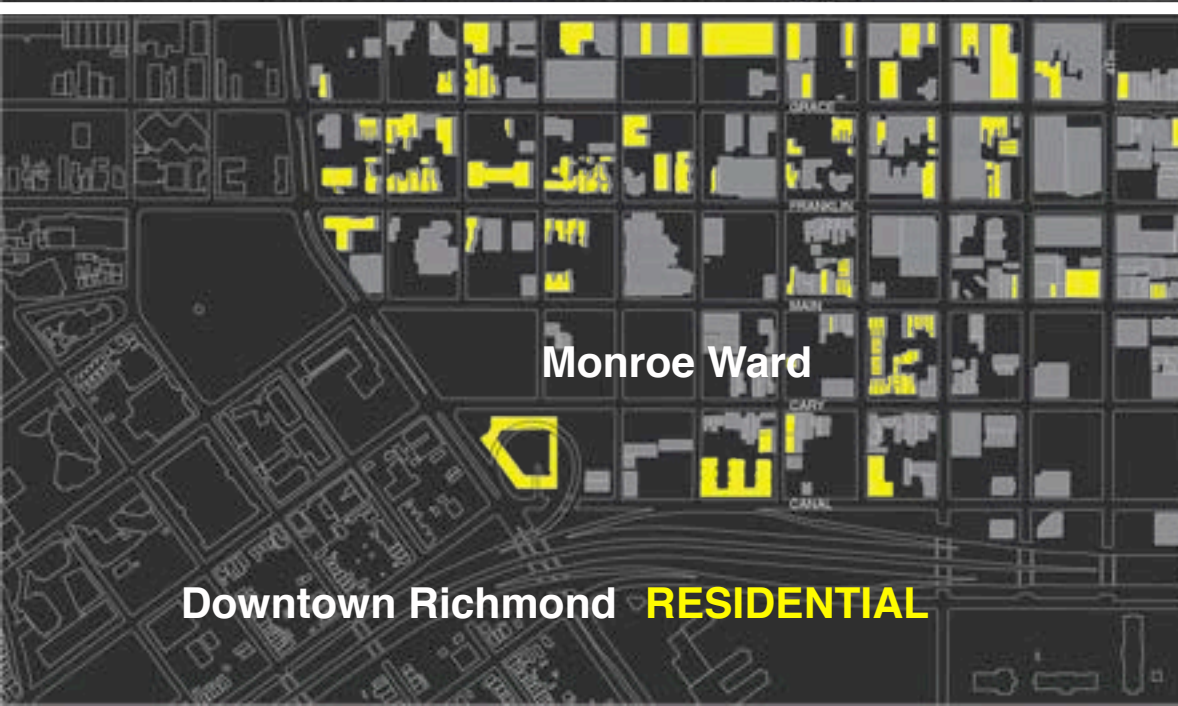 GRACE
FRANKLIN
MAIN
Monroe Ward
CARY
CANAL
Downtown Richmond RESIDENTIAL